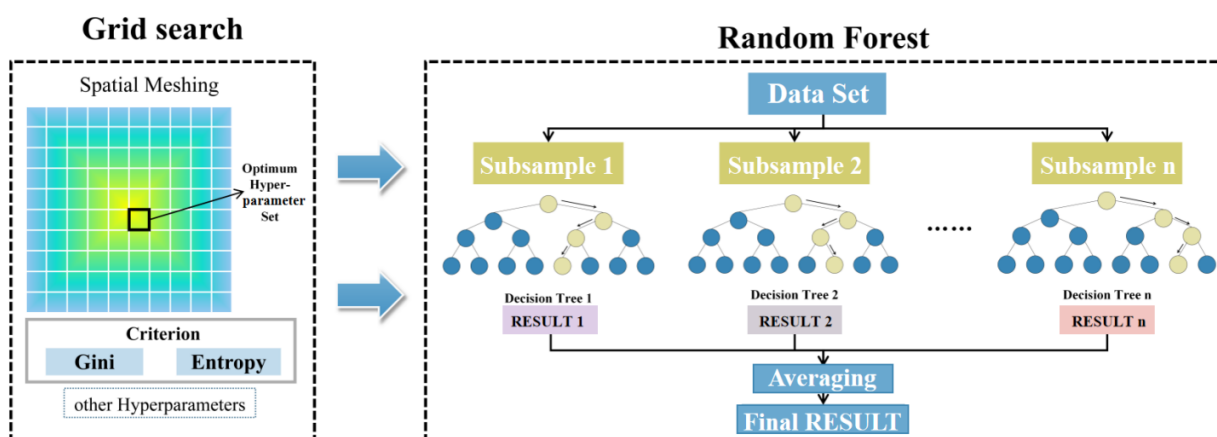 Grid search
Spatial Meshing
Optimum
Hyper-
parameter
Set
Criterion
Gini
Entropy
other Hyperparameters
Random Forest
Data Set
Subsample 1
Subsample 2
Subsample n
......
Decision Tree 1
Decision Tree 2
Decision Tree n
RESULT 1
RESULT 2
RESULT n
Averaging
Final RESULT